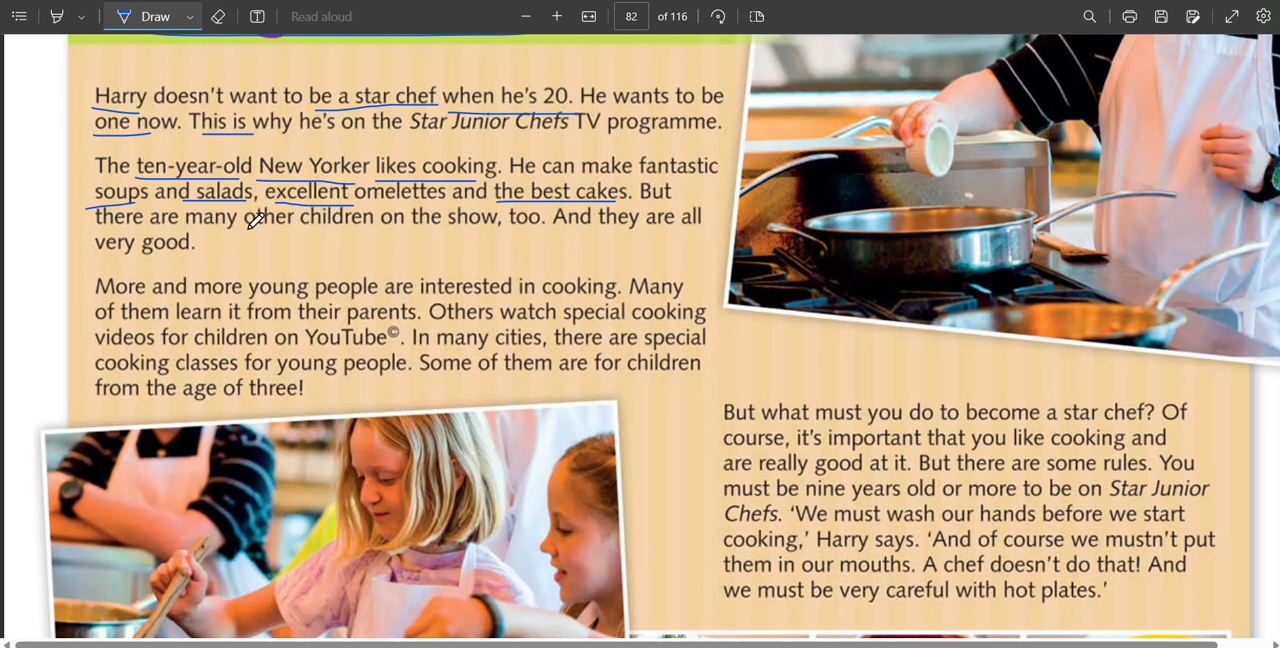 Draw
Read aloud
82
of 116
Harry doesn't want to be a star chef when he's 20. He wants to be
one now. This is why he's on the Star Junior Chefs TV programme.
The ten-year-old New Yorker likes cooking. He can make fantastic
soups and salads, excellent omelettes and the best cakes. But
there are many other children on the show, too. And they are all
very good.
More and more young people are interested in cooking. Many
of them learn it from their parents. Others watch special cooking
videos for children on YouTube©. In many cities, there are special
cooking classes for young people. Some of them are for children
from the age of three!
But what must you do to become a star chef? Of
course, it's important that you like cooking and
are really good at it. But there are some rules. You
must be nine years old or more to be on Star Junior
Chefs. ‘We must wash our hands before we start
cooking,’ Harry says. ‘And of course we mustn't put
them in our mouths. A chef doesn't do that! And
we must be very careful with hot plates.’